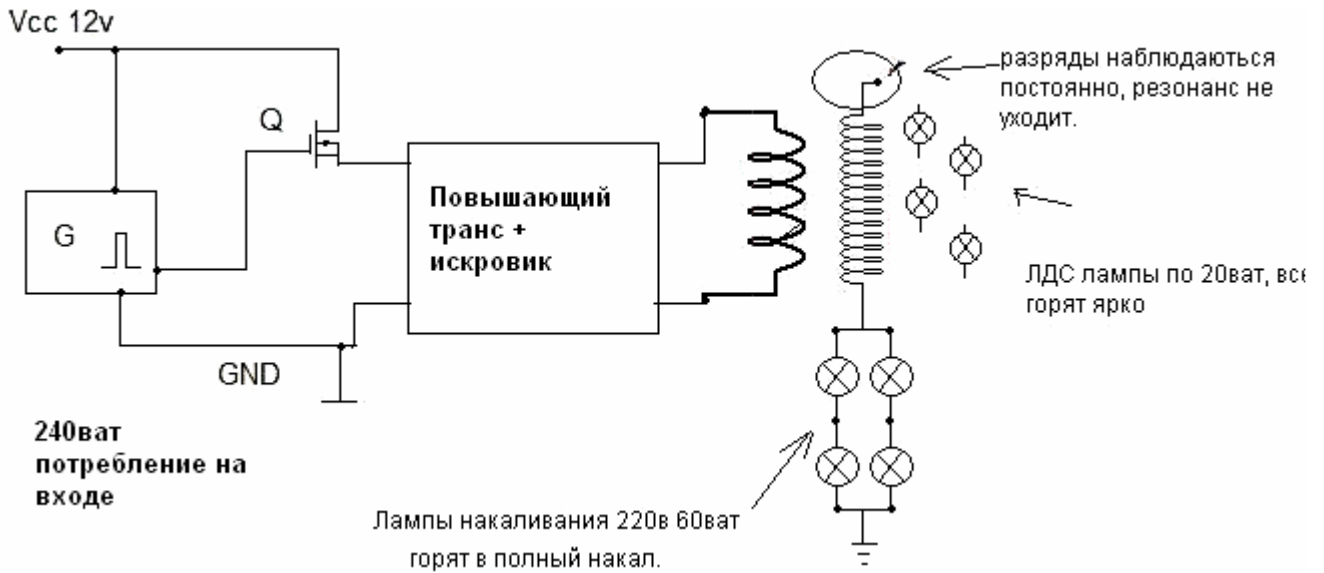 Vcc 12v
разряды наблюдаються
постоянно, резонанс не
уходит.
Q
G
Повышающий
транс +
искровик
ЛДС лампы по 20ват, все
горят ярко
GND
240ват
потребление на
входе
Лампы накаливания 220в 60ват
горят в полный накал.